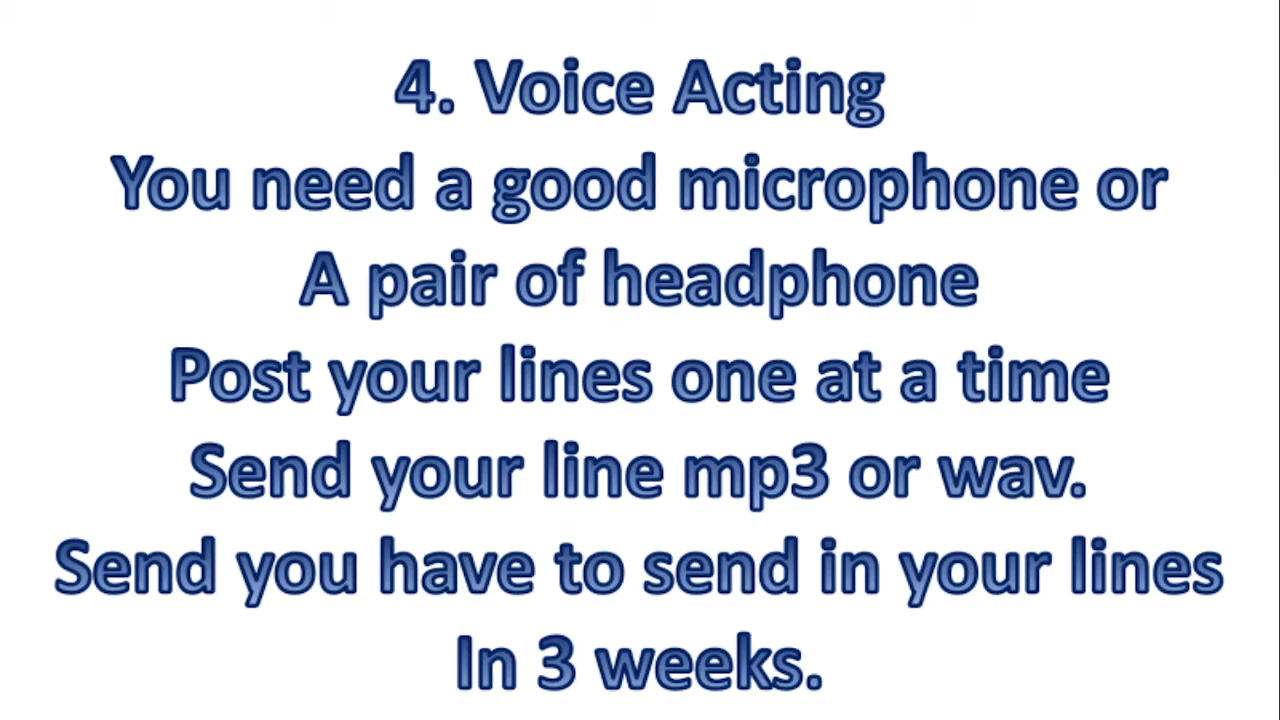 4. Voice Acting
You need a good microphone or
A pair of headphone
Post your lines one at a time
Send your line mp3 or wav.
Send you have to send in your lines
In 3 weeks.